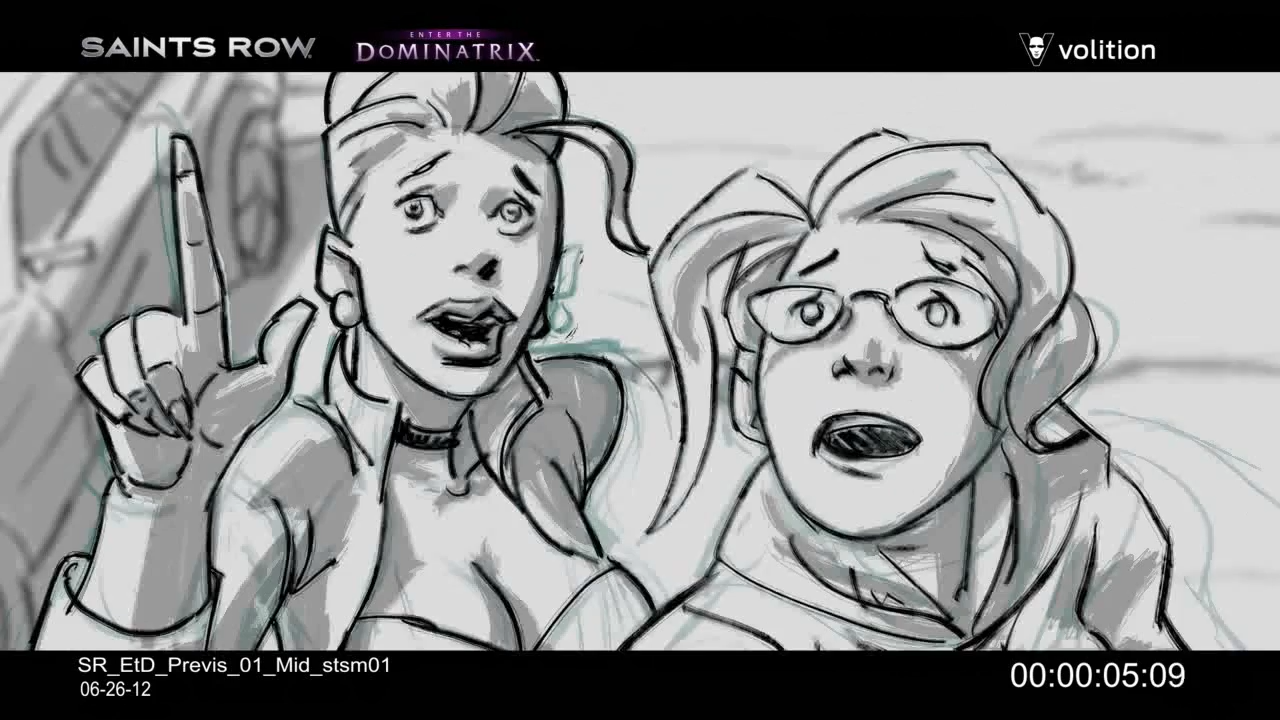 SAINTS ROW
ENTER THE
DOMINATRIX
volition
SR_EtD_Previs_01_Mid_stsm01
06-26-12
00:00:05:09